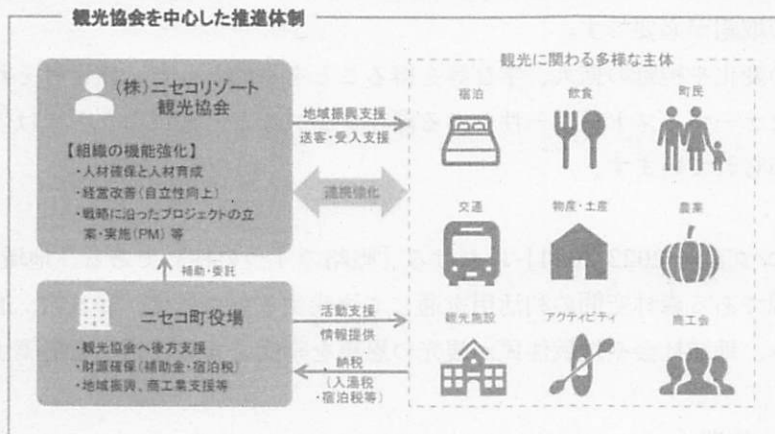 観光協会を中心した推進体制
(株)ニセコリゾート
観光協会
【組織の機能強化】
・人材確保と人材育成
・経営改善(自立性向上)
・戦略に沿ったプロジェクトの立
案・実施(PM) 等
補助・委託
ニセコ町役場
・観光協会へ後方支援
・財源確保(補助金・宿泊税)
・地域振興、商工業支援等
地域振興支援
送客・受入支援
連携強化
活動支援
情報提供
納税
(入湯税
・宿泊税等)
観光に関わる多様な主体
宿泊
飲食
町民
交通
物産・土産
農業
観光施設
アクティビティ
商工会